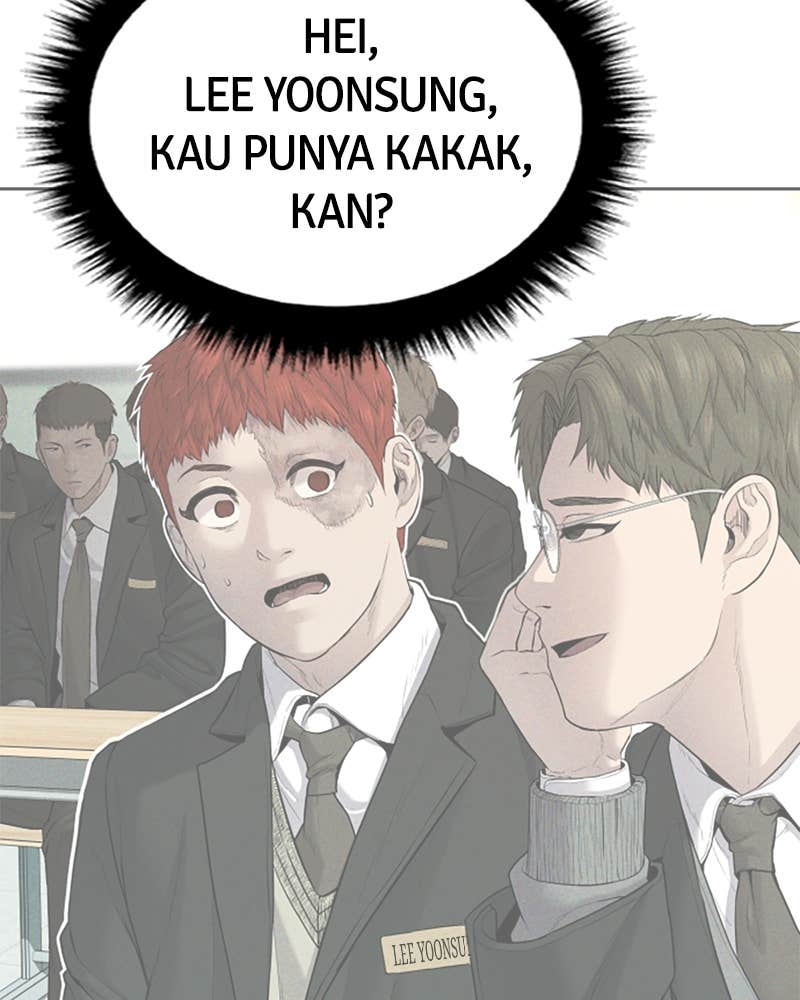 HEI,
LEE YOONSUNG,
KAU PUNYA KAKAK,
KAN?
LEE YOONSU